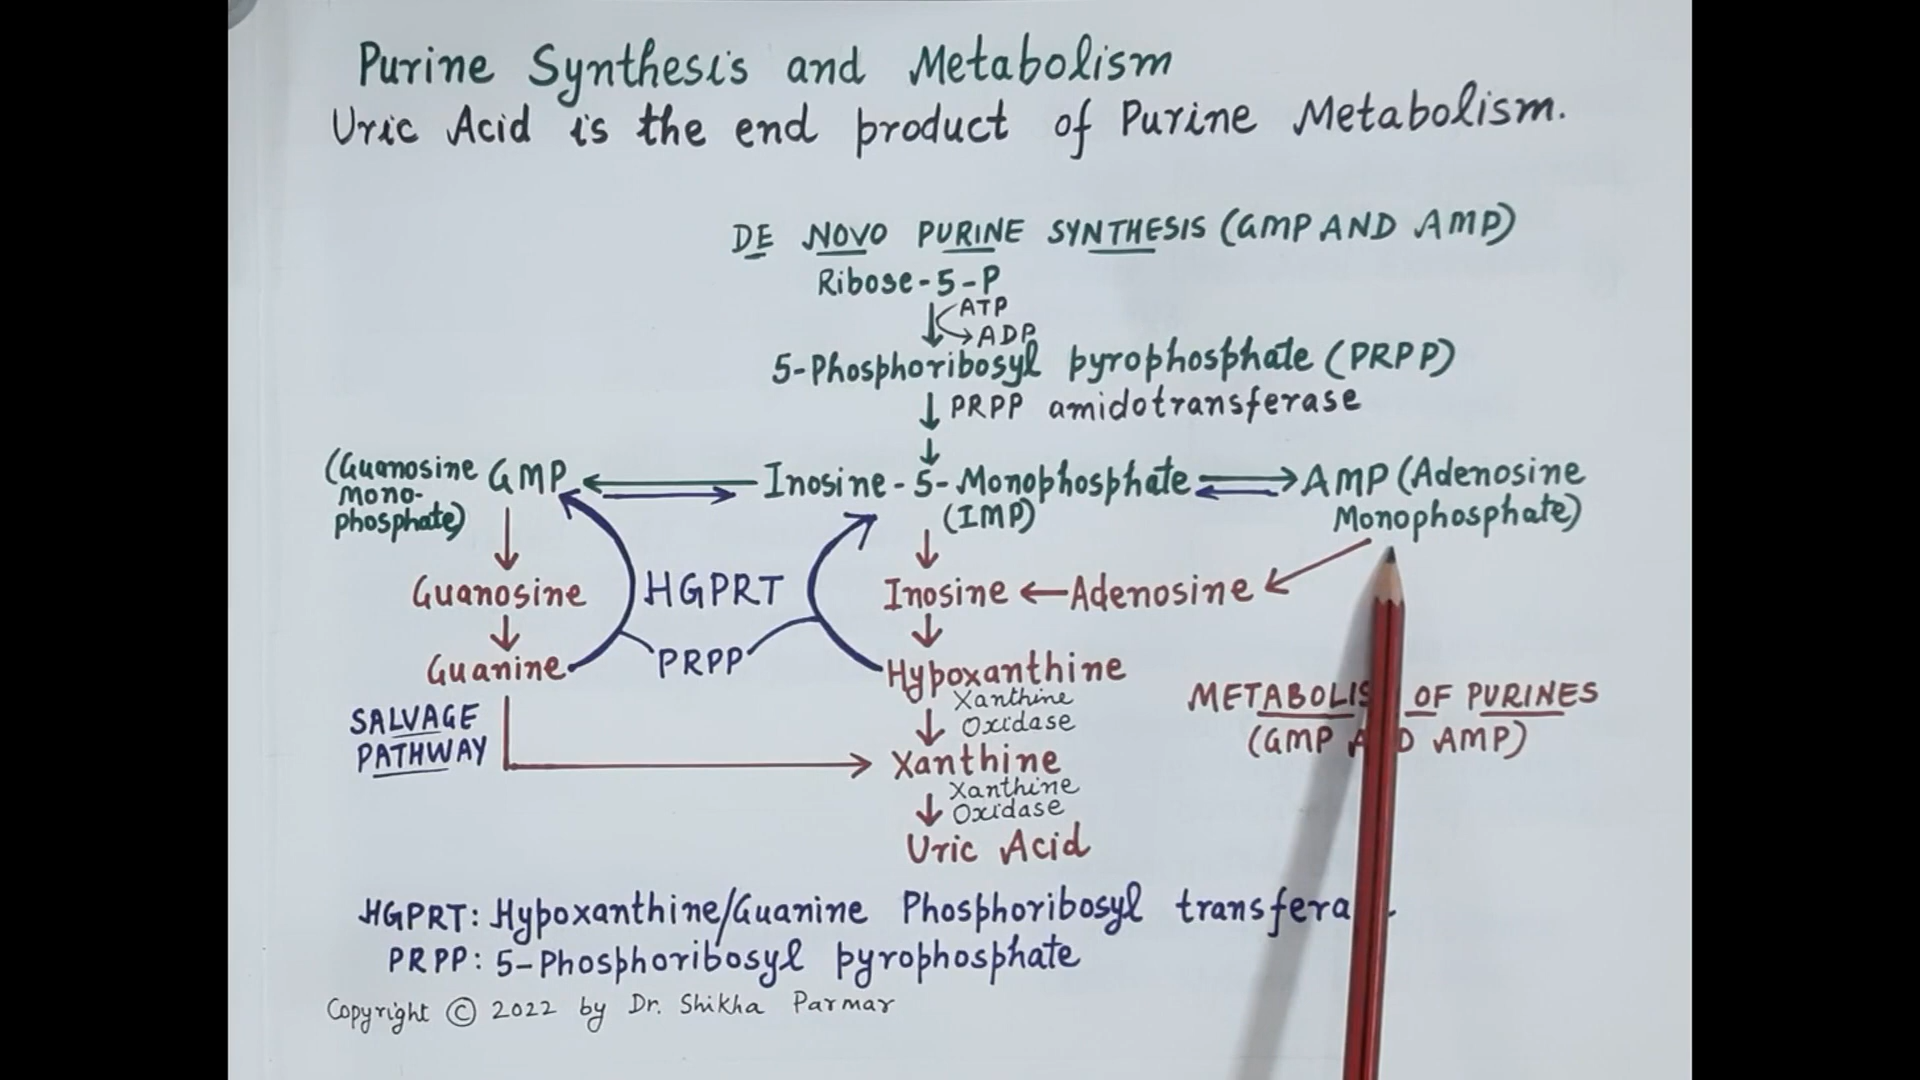 Purine Synthesis and Metabolism
Uric Acid is the end product of Purine Metabolism.
DE NOVO PURINE SYNTHESIS (GMP AND AMP)
Ribose-5-P
ATP
ADP
5-Phosphoribosyl pyrophosphate (PRPP)
PRPP amidotransferase
(Guanosine GMP
mono-
phosphate)
Inosine-5-Monophosphate
(IMP)
AMP (Adenosine
Monophosphate)
Guanosine
HGPRT
Inosine
Adenosine
Guanine
PRPP
Hypoxanthine
Xanthine
Oxidase
METABOLIS OF PURINES
(GMP A D AMP)
SALVAGE
PATHWAY
Xanthine
Xanthine
Oxidase
Uric Acid
HGPRT: Hypoxanthine/Guanine Phosphoribosyl transfera
PRPP: 5-Phosphoribosyl pyrophosphate
Copyright © 2022 by Dr. Shikha Parmar